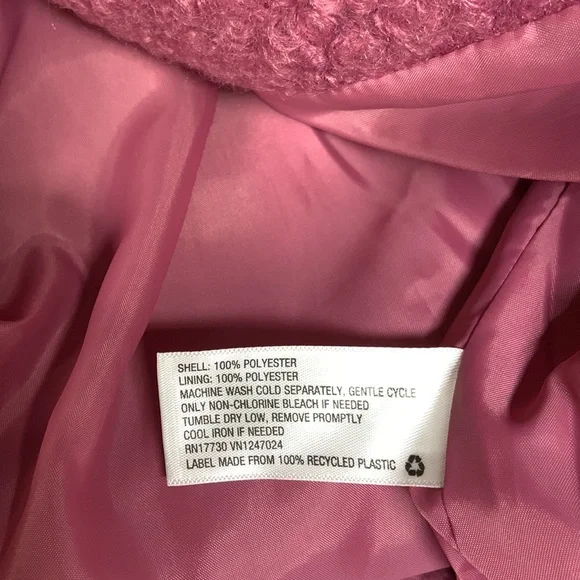 SHELL: 100% POLYESTER
LINING: 100% POLYESTER
MACHINE WASH COLD SEPARATELY, GENTLE CYCLE
ONLY NON-CHLORINE BLEACH IF NEEDED
TUMBLE DRY LOW, REMOVE PROMPTLY
COOL IRON IF NEEDED
RN17730 VN1247024
LABEL MADE FROM 100% RECYCLED PLASTIC